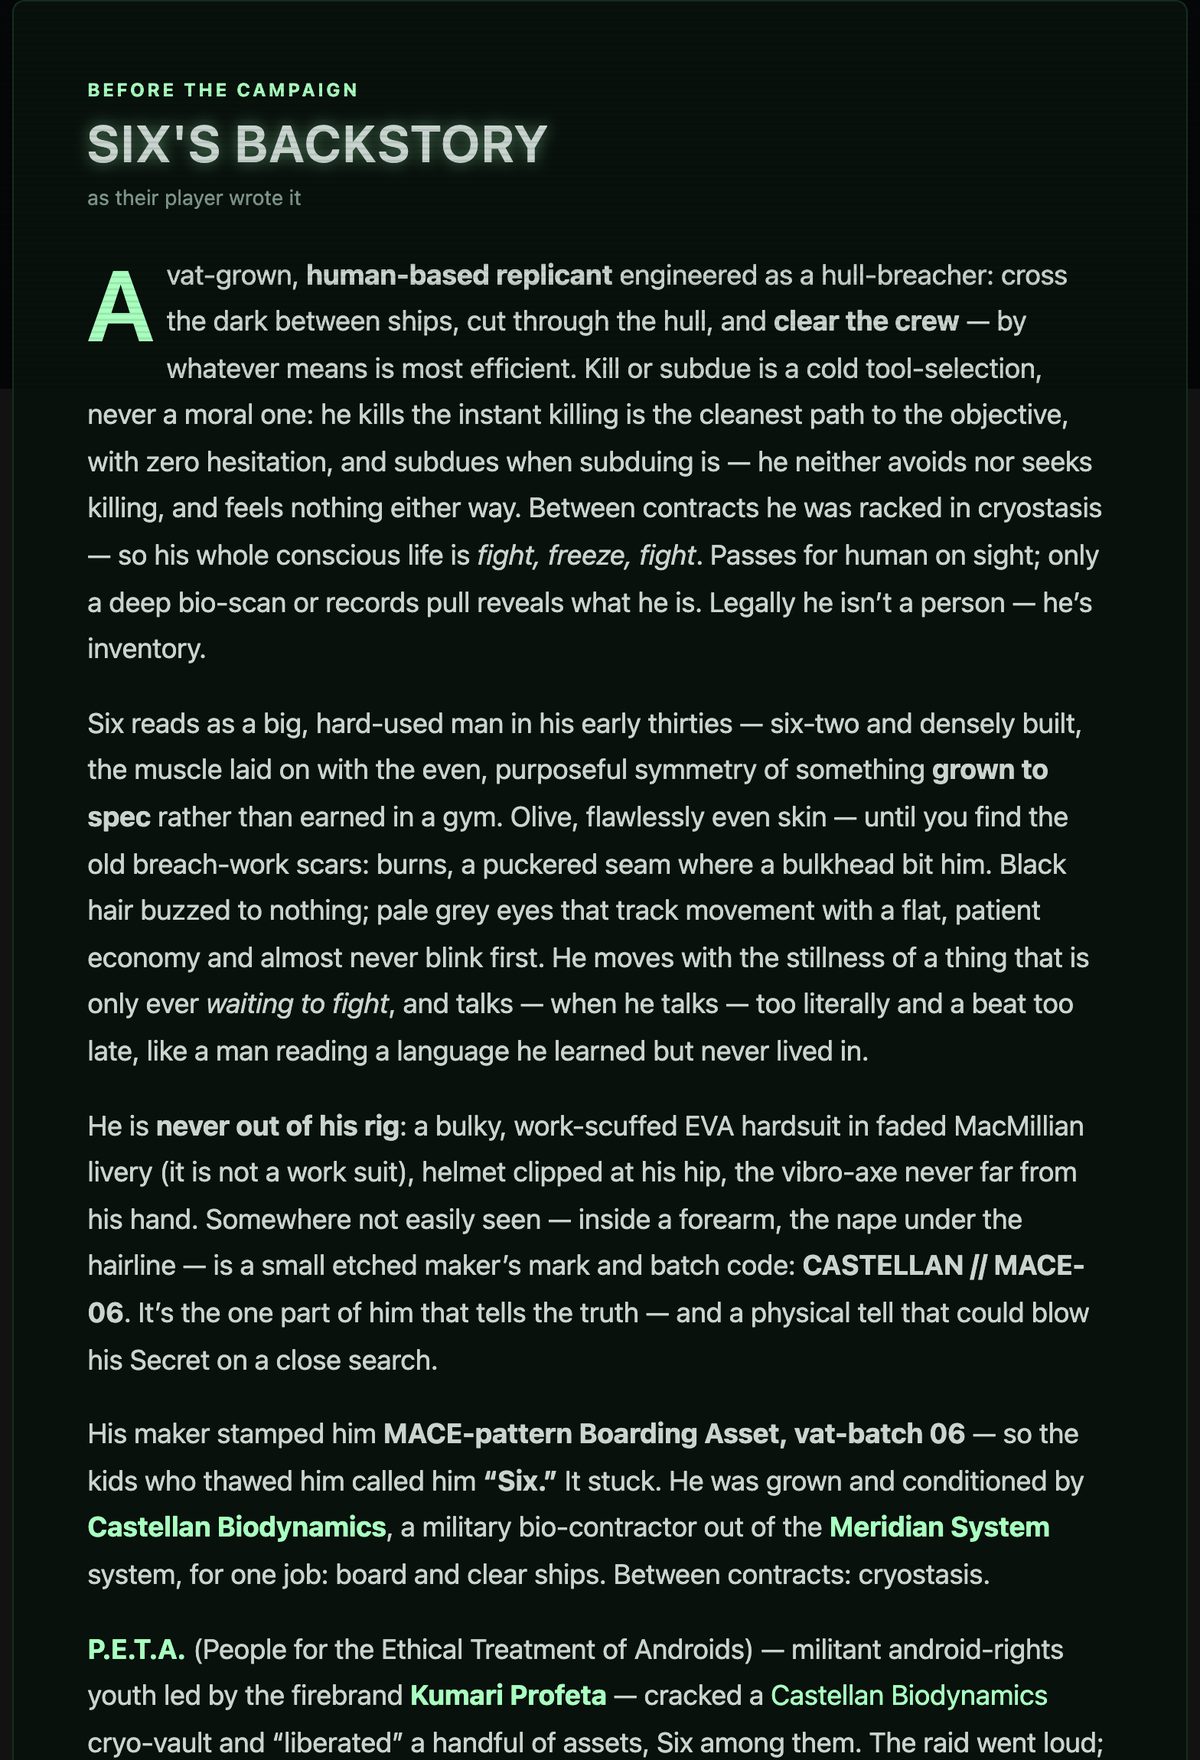 BEFORE THE CAMPAIGN
SIX'S BACKSTORY
as their player wrote it
A vat-grown, human-based replicant engineered as a hull-breacher: cross
the dark between ships, cut through the hull, and clear the crew — by
whatever means is most efficient. Kill or subdue is a cold tool-selection,
never a moral one: he kills the instant killing is the cleanest path to the objective,
with zero hesitation, and subdues when subduing is — he neither avoids nor seeks
killing, and feels nothing either way. Between contracts he was racked in cryostasis
— so his whole conscious life is fight, freeze, fight. Passes for human on sight; only
a deep bio-scan or records pull reveals what he is. Legally he isn’t a person — he’s
inventory.
Six reads as a big, hard-used man in his early thirties — six-two and densely built,
the muscle laid on with the even, purposeful symmetry of something grown to
spec rather than earned in a gym. Olive, flawlessly even skin — until you find the
old breach-work scars: burns, a puckered seam where a bulkhead bit him. Black
hair buzzed to nothing; pale grey eyes that track movement with a flat, patient
economy and almost never blink first. He moves with the stillness of a thing that is
only ever waiting to fight, and talks — when he talks — too literally and a beat too
late, like a man reading a language he learned but never lived in.
He is never out of his rig: a bulky, work-scuffed EVA hardsuit in faded MacMillian
livery (it is not a work suit), helmet clipped at his hip, the vibro-axe never far from
his hand. Somewhere not easily seen — inside a forearm, the nape under the
hairline — is a small etched maker’s mark and batch code: CASTELLAN // MACE-
06. It’s the one part of him that tells the truth — and a physical tell that could blow
his Secret on a close search.
His maker stamped him MACE-pattern Boarding Asset, vat-batch 06 — so the
kids who thawed him called him “Six.” It stuck. He was grown and conditioned by
Castellan Biodynamics, a military bio-contractor out of the Meridian System
system, for one job: board and clear ships. Between contracts: cryostasis.
P.E.T.A. (People for the Ethical Treatment of Androids) — militant android-rights
youth led by the firebrand Kumari Profeta — cracked a Castellan Biodynamics
cryo-vault and “liberated” a handful of assets, Six among them. The raid went loud;